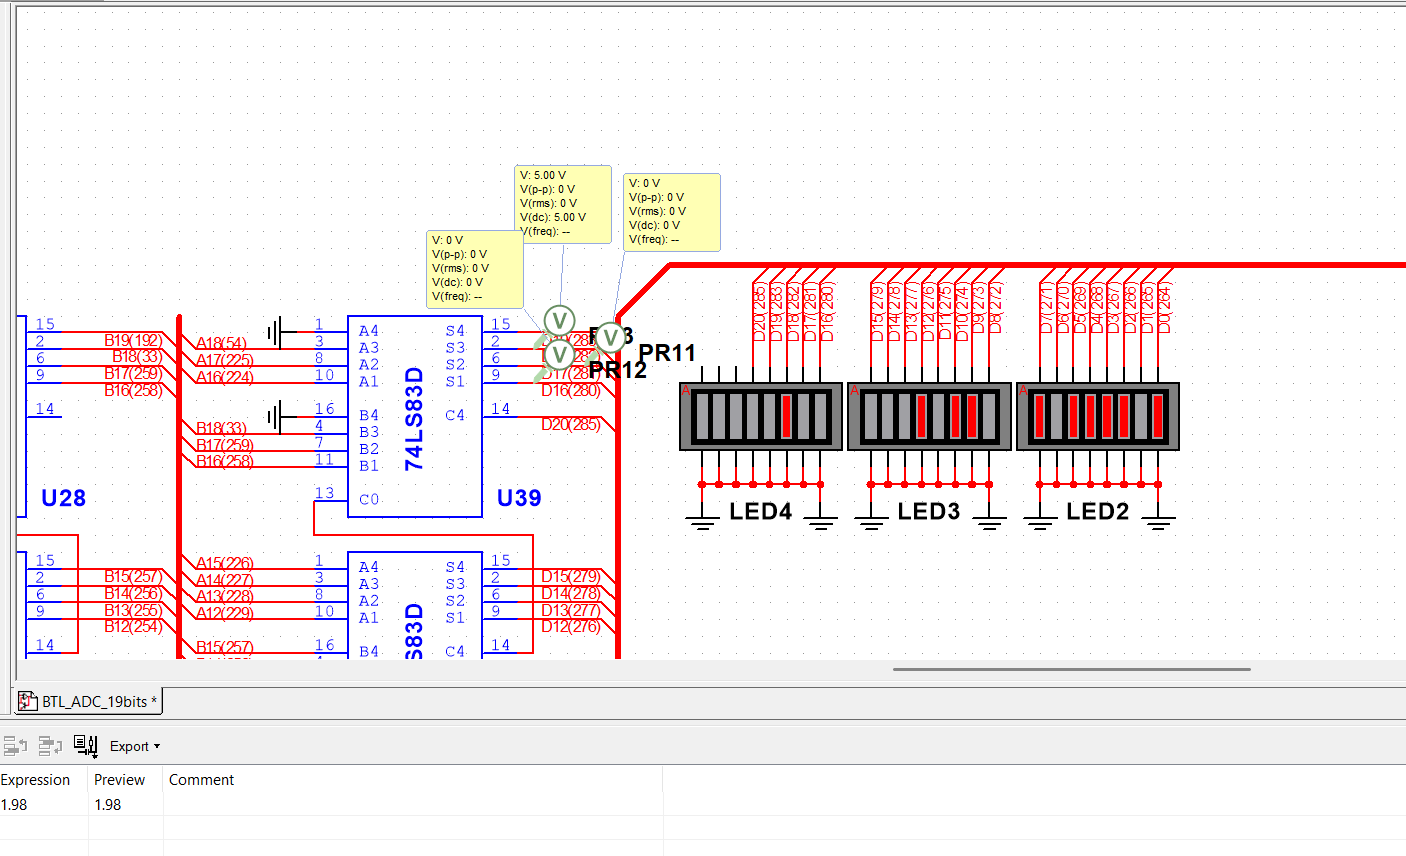 V: 5.00 V
V(p-p): 0 V
V(rms): 0 V
V(dc): 5.00 V
V(freq): --
V: 0 V
V(p-p): 0 V
V(rms): 0 V
V(dc): 0 V
V(freq): --
V: 0 V
V(p-p): 0 V
V(rms): 0 V
V(dc): 0 V
V(freq): --
V
V
V
PR11
PR12
15
2
6
9
14
B19(192)
B18(33)
B17(259)
B16(258)
U28
A18(54)
A17(225)
A16(224)
B18(33)
B17(259)
B16(258)
1
3
8
10
16
4
7
11
13
A4
A3
A2
A1
B4
B3
B2
B1
C0
74LS83D
S4
S3
S2
S1
C4
15
2
6
9
14
D16(280)
D20(285)
U39
D20(285)
D19(283)
D18(282)
D17(281)
D16(280)
D15(279)
D14(278)
D13(277)
D12(276)
D11(275)
D10(274)
D9(273)
D8(272)
D7(271)
D6(270)
D5(269)
D4(268)
D3(267)
D2(266)
D1(265)
D0(264)
A
A
A
LED4
LED3
LED2
15
2
6
9
14
B15(257)
B14(256)
B13(255)
B12(254)
A15(226)
A14(227)
A13(228)
A12(229)
B15(257)
1
3
8
10
16
A4
A3
A2
A1
B4
S83D
S4
S3
S2
S1
C4
15
2
6
9
14
D15(279)
D14(278)
D13(277)
D12(276)
BTL_ADC_19bits *
Export
Expression Preview Comment
1.98 1.98